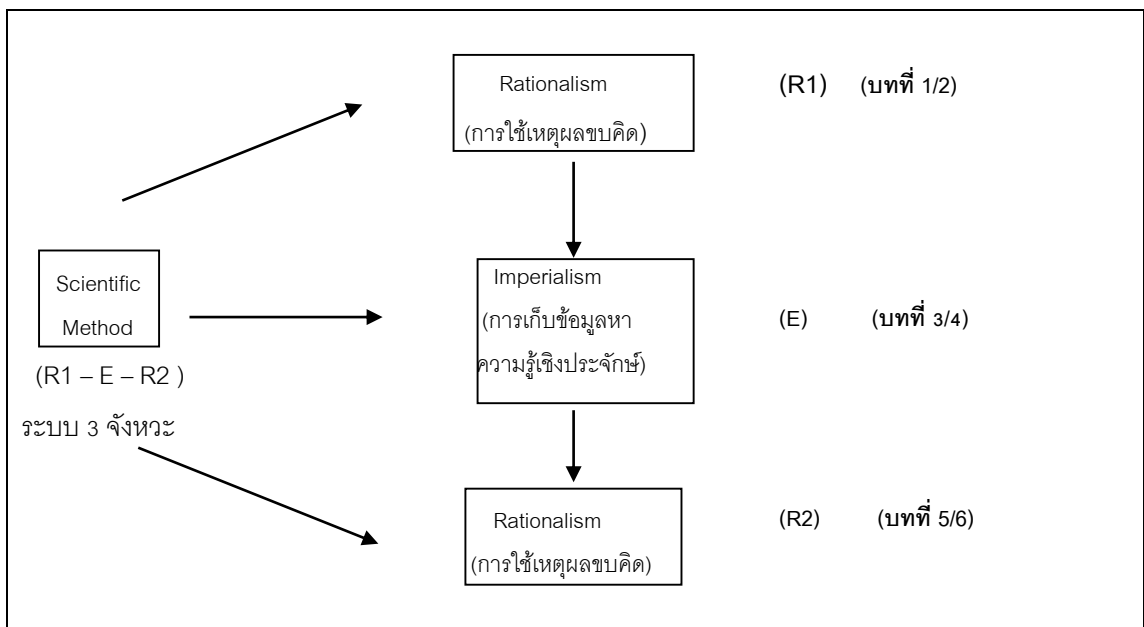 Rationalism
(การใช้เหตุผลขบคิด)
(R1) (บทที่ 1/2)
Scientific
Method
(R1 – E – R2 )
ระบบ 3 จังหวะ
Imperialism
(การเก็บข้อมูลหา
ความรู้เชิงประจักษ์)
(E) (บทที่ 3/4)
Rationalism
(การใช้เหตุผลขบคิด)
(R2) (บทที่ 5/6)